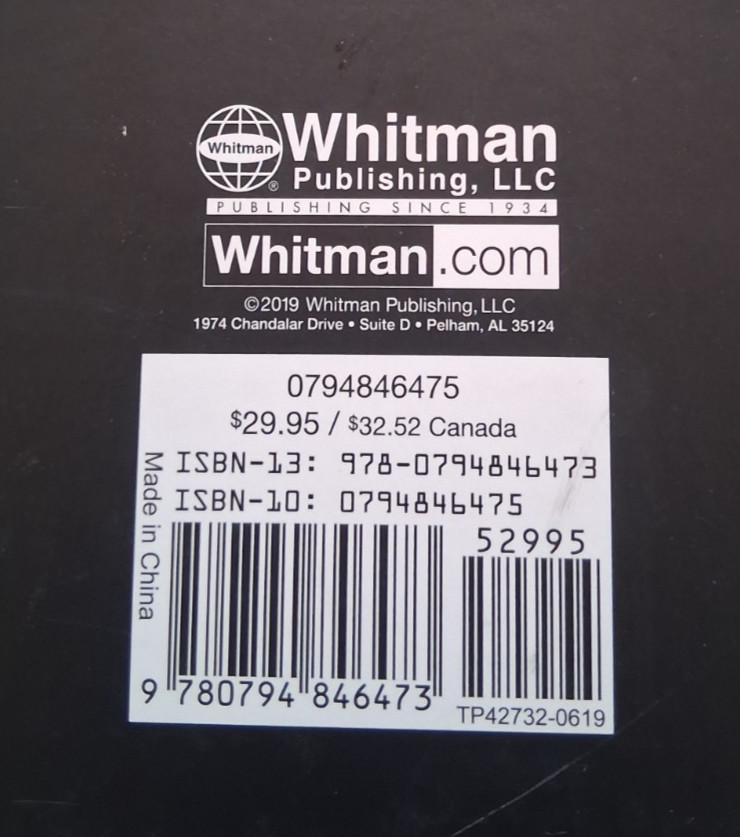 Whitman
Whitman
Publishing, LLC
®
PUBLISHING SINCE 1934
Whitman.com
©2019 Whitman Publishing, LLC
1974 Chandalar Drive • Suite D • Pelham, AL 35124
0794846475
$29.95 / $32.52 Canada
ISBN-13: 978-0794846473
ISBN-10: 0794846475
Made in China
52995
9 780794 846473
TP42732-0619